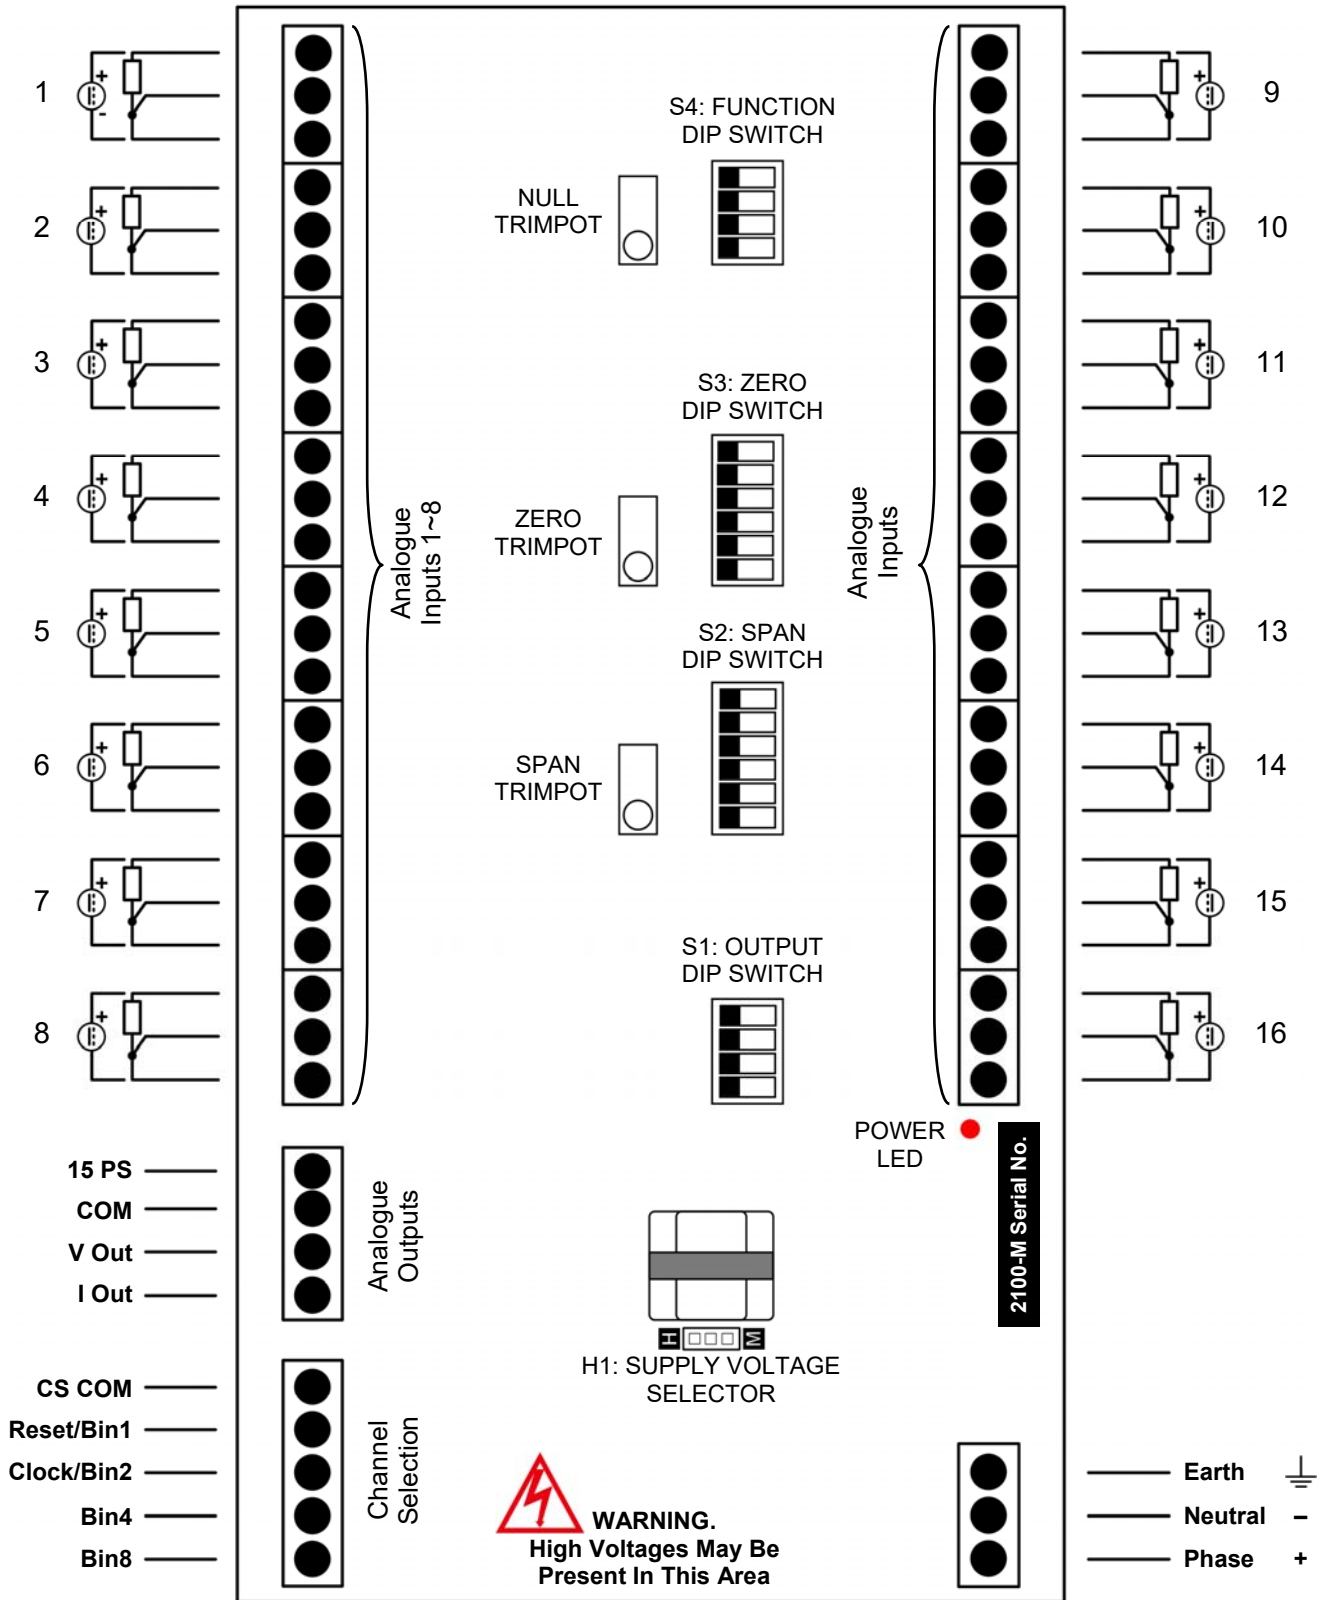 1
2
3
4
5
6
7
8
+
-
+
+
+
+
+
+
+
Analogue
Inputs 1~8
S4: FUNCTION
DIP SWITCH
NULL
TRIMPOT
S3: ZERO
DIP SWITCH
ZERO
TRIMPOT
S2: SPAN
DIP SWITCH
SPAN
TRIMPOT
S1: OUTPUT
DIP SWITCH
Analogue
Inputs
9
10
11
12
13
14
15
16
+
+
+
+
+
+
+
+
POWER
LED
2100-M Serial No.
15 PS
COM
V Out
I Out
Analogue
Outputs
H
M
H1: SUPPLY VOLTAGE
SELECTOR
CS COM
Reset/Bin1
Clock/Bin2
Bin4
Bin8
Channel
Selection
WARNING.
High Voltages May Be
Present In This Area
Earth
Neutral –
Phase +